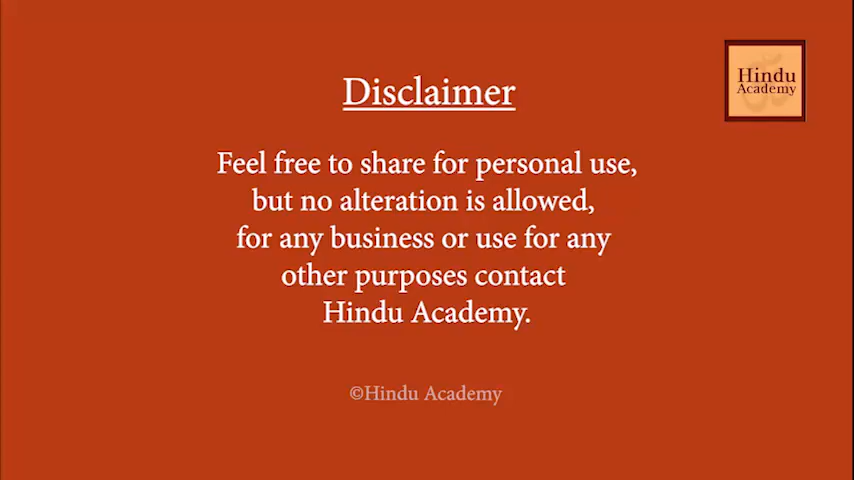 Disclaimer
Hindu
Academy
Feel free to share for personal use,
but no alteration is allowed,
for any business or use for any
other purposes contact
Hindu Academy.
©Hindu Academy